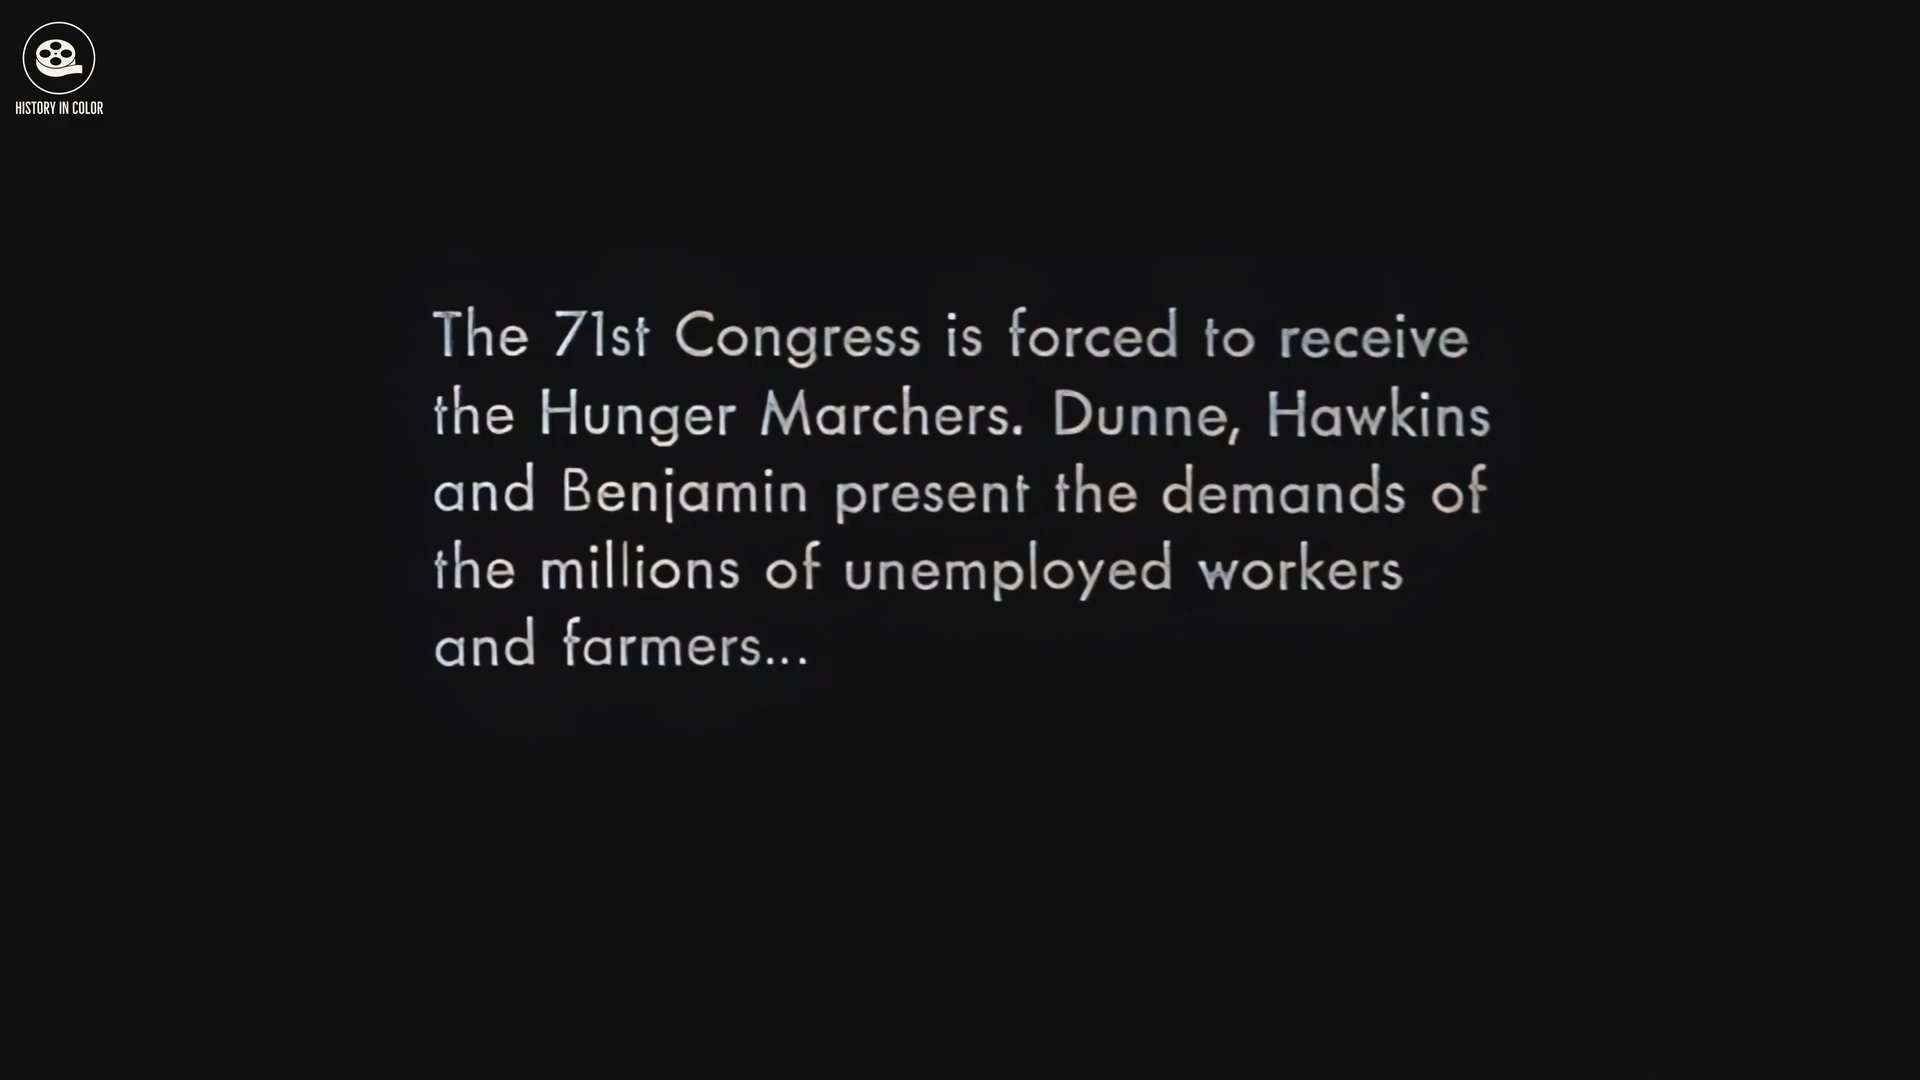 HISTORY IN COLOR
The 71st Congress is forced to receive
the Hunger Marchers. Dunne, Hawkins
and Benjamin present the demands of
the millions of unemployed workers
and farmers...